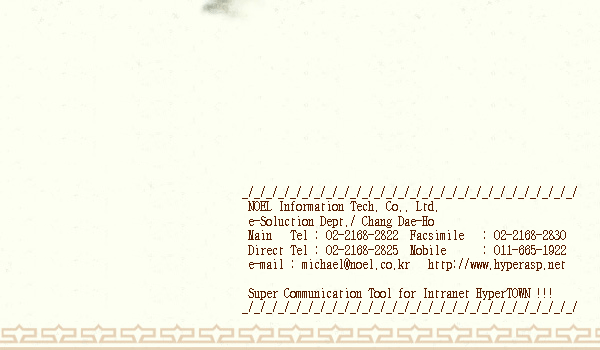 _/_/_/_/_/_/_/_/_/_/_/_/_/_/_/_/_/_/_/_/_/_/_/_/_/_/_/_/
NOEL Information Tech. Co., Ltd.
e-Soluction Dept./ Chang Dae-Ho
Main Tel : 02-2168-2822 Facsimile : 02-2168-2830
Direct Tel : 02-2168-2825 Mobile : 011-665-1922
e-mail : michael@noel.co.kr http://www.hyperasp.net
Super Communication Tool for Intranet HyperTOWN !!!
_/_/_/_/_/_/_/_/_/_/_/_/_/_/_/_/_/_/_/_/_/_/_/_/_/_/_/_/